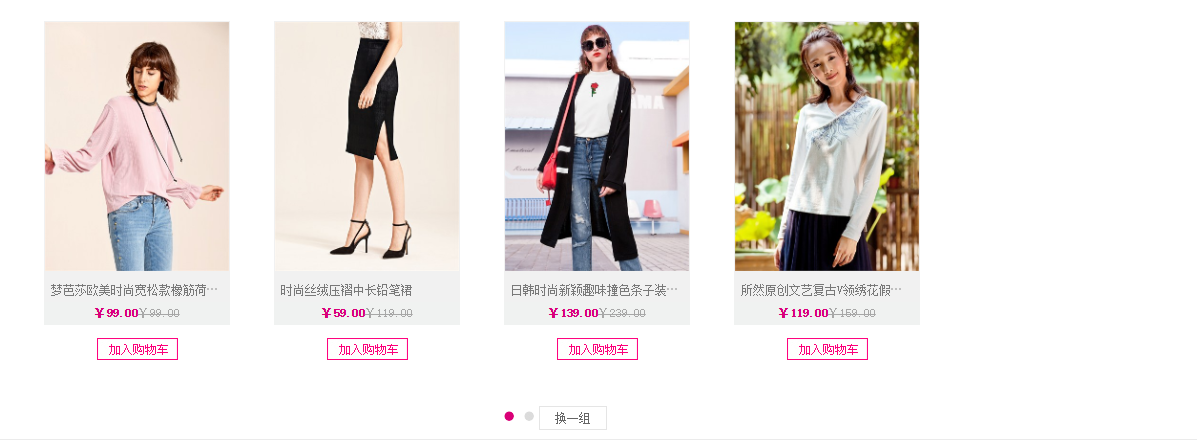 梦芭莎欧美时尚宽松款橡筋荷…
￥99.00￥99.00
加入购物车
时尚丝绒压褶中长铅笔裙
￥59.00￥119.00
加入购物车
日韩时尚新颖趣味撞色条子装…
￥139.00￥239.00
加入购物车
所然原创文艺复古V领绣花假…
￥119.00￥159.00
加入购物车
换一组